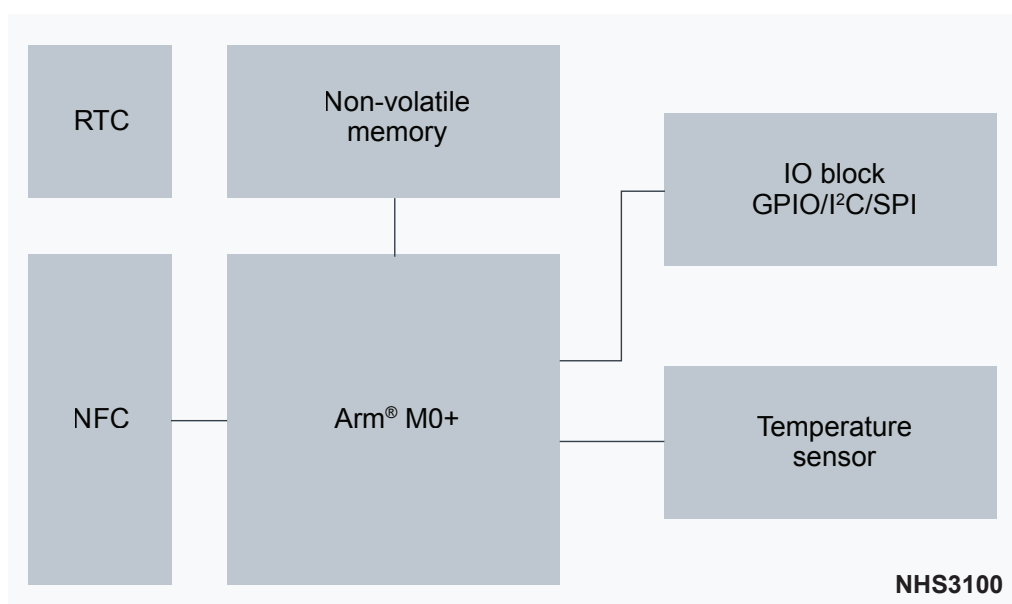 RTC
Non-volatile
memory
IO block
GPIO/I²C/SPI
NFC
Arm® M0+
Temperature
sensor
NHS3100